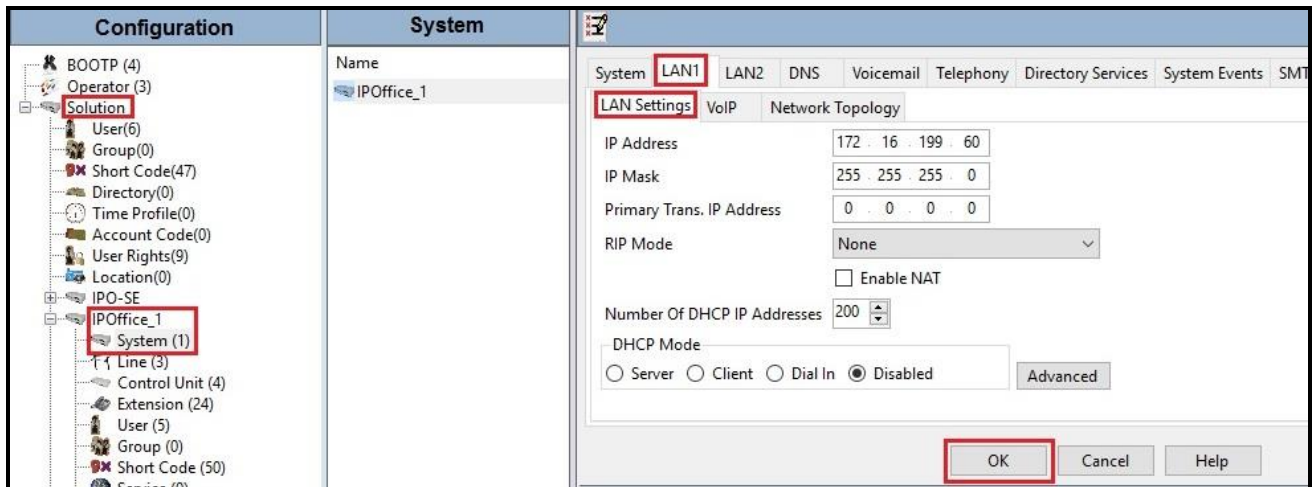 Configuration
BOOTP (4)
Operator (3)
Solution
User(6)
Group(0)
Short Code(47)
Directory(0)
Time Profile(0)
Account Code(0)
User Rights(9)
Location(0)
IPO-SE
IPOffice_1
System (1)
Line (3)
Control Unit (4)
Extension (24)
User (5)
Group (0)
Short Code (50)
System
Name
IPOffice_1
System LAN1 LAN2 DNS Voicemail Telephony Directory Services System Events SMT
LAN Settings VoIP Network Topology
IP Address 172 . 16 . 199 . 60
IP Mask 255 . 255 . 255 . 0
Primary Trans. IP Address 0 . 0 . 0 . 0
RIP Mode None
Enable NAT
Number Of DHCP IP Addresses 200
DHCP Mode
Server Client Dial In Disabled Advanced
OK Cancel Help